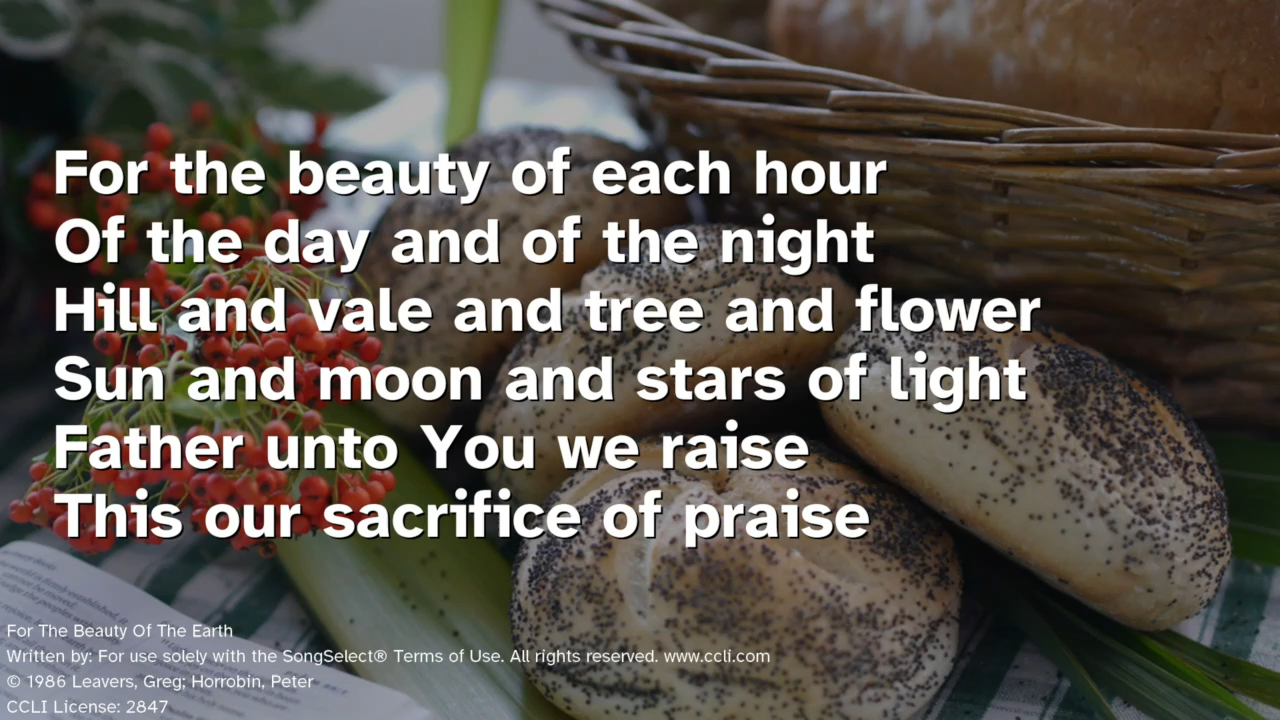 For the beauty of each hour
Of the day and of the night
Hill and vale and tree and flower
Sun and moon and stars of light
Father unto You we raise
This our sacrifice of praise
For The Beauty Of The Earth
Written by: For use solely with the SongSelect® Terms of Use. All rights reserved. www.ccli.com
© 1986 Leavers, Greg; Horrobin, Peter
CCLI License: 2847